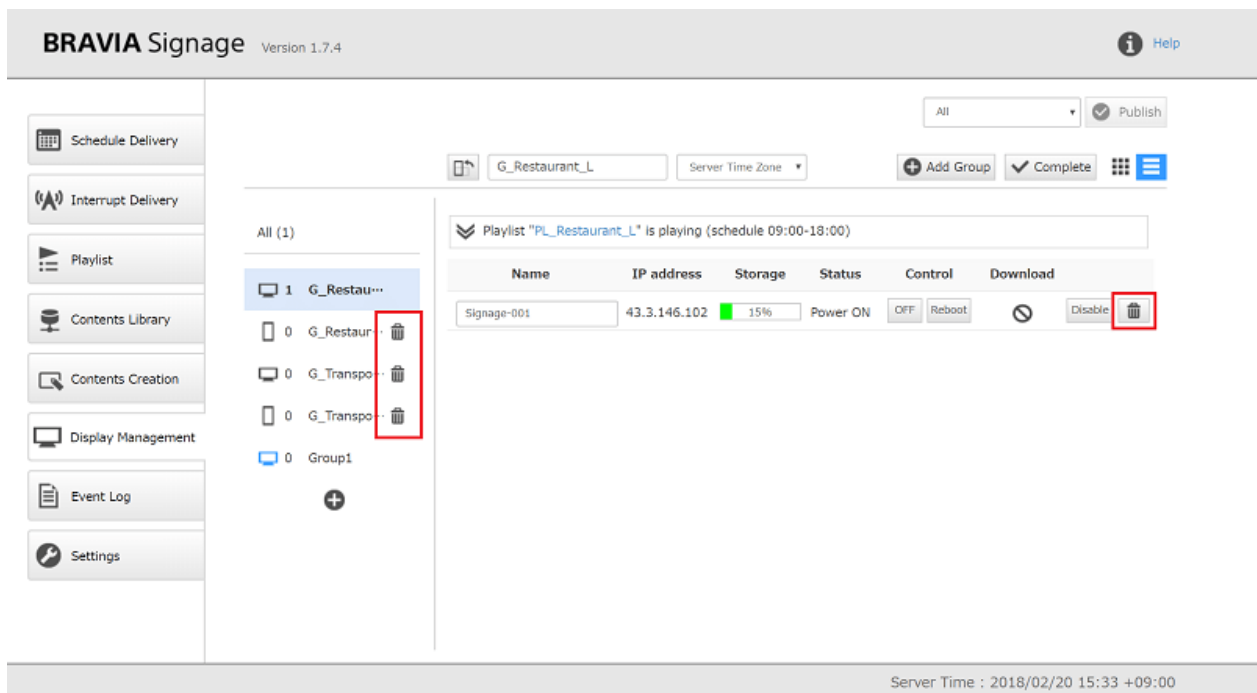 BRAVIA Signage Version 1.7.4
Help
All
Publish
G_Restaurant_L
Server Time Zone
Add Group
Complete
Schedule Delivery
Interrupt Delivery
Playlist
Contents Library
Contents Creation
Display Management
Event Log
Settings
All (1)
1 G_Restau…
0 G_Restaur…
0 G_Transpo…
0 G_Transpo…
0 Group1
Playlist "PL_Restaurant_L" is playing (schedule 09:00-18:00)
Name IP address Storage Status Control Download
Signage-001 43.3.146.102 15% Power ON OFF Reboot Disable
Server Time : 2018/02/20 15:33 +09:00